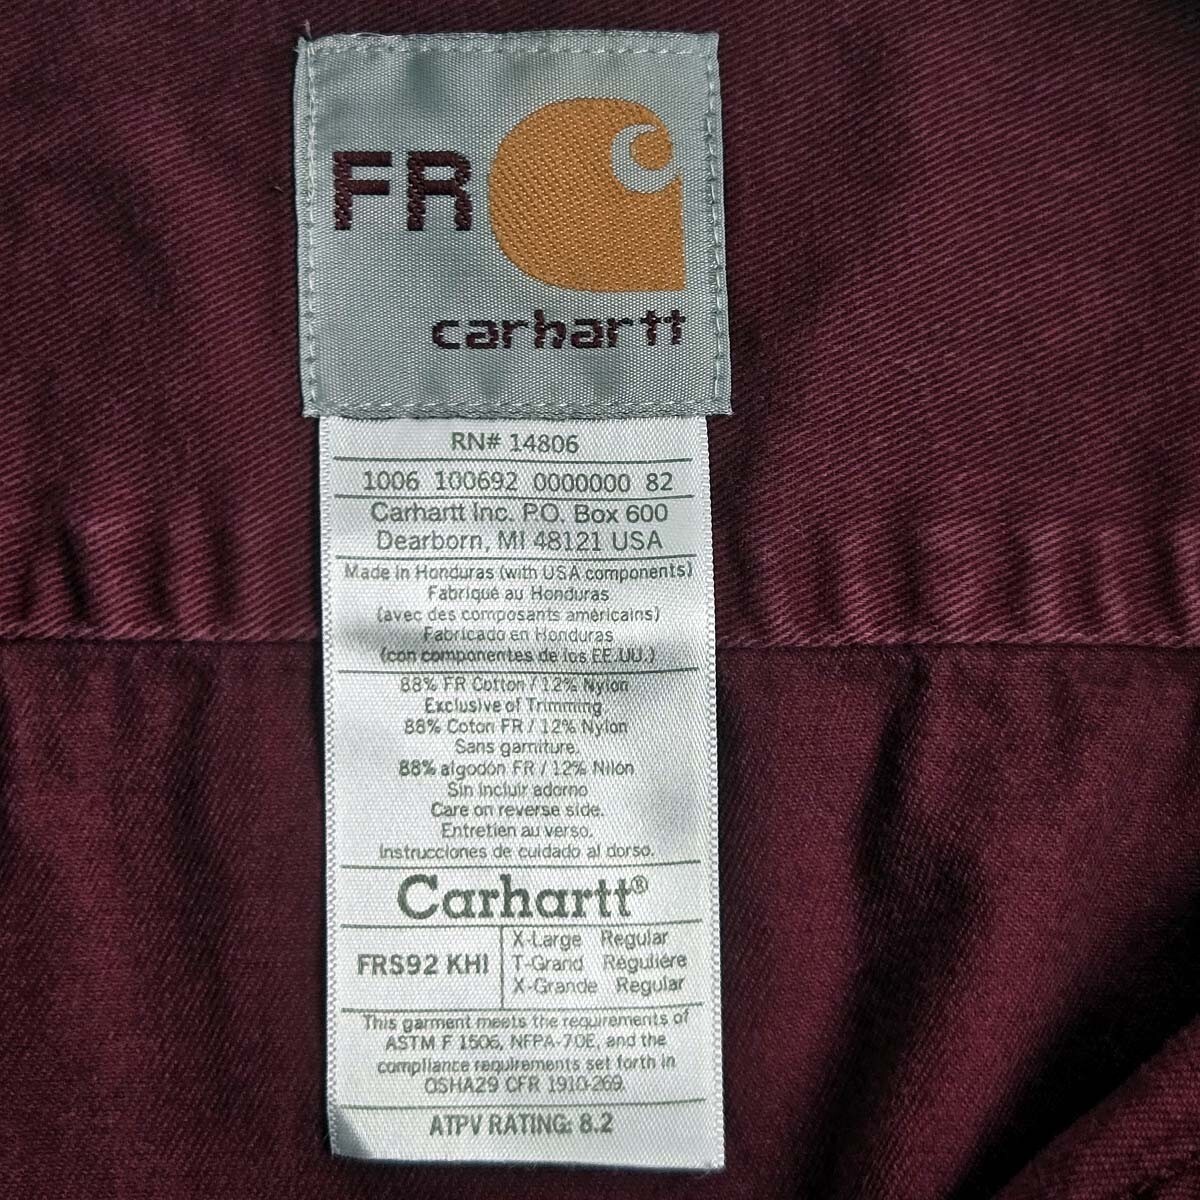 FR
carhartt
RN# 14806
1006 100692 0000000 82
Carhartt Inc. P.O. Box 600
Dearborn, MI 48121 USA
Made in Honduras (with USA components)
Fabriqué au Honduras
(avec des composants américains)
Fabricado en Honduras
(con componentes de los EE.UU.)
88% FR Cotton / 12% Nylon
Exclusive of Trimming
88% Coton FR / 12% Nylon
Sans garniture.
88% algodón FR / 12% Nilón
Sin incluir adorno
Care on reverse side.
Entretien au verso.
Instrucciones de cuidado al dorso.
Carhartt®
FRS92 KHI
X-Large Regular
T-Grand Régulière
X-Grande Regular
This garment meets the requirements of
ASTM F 1506, NFPA-70E, and the
compliance requirements set forth in
OSHA29 CFR 1910-269.
ATPV RATING: 8.2